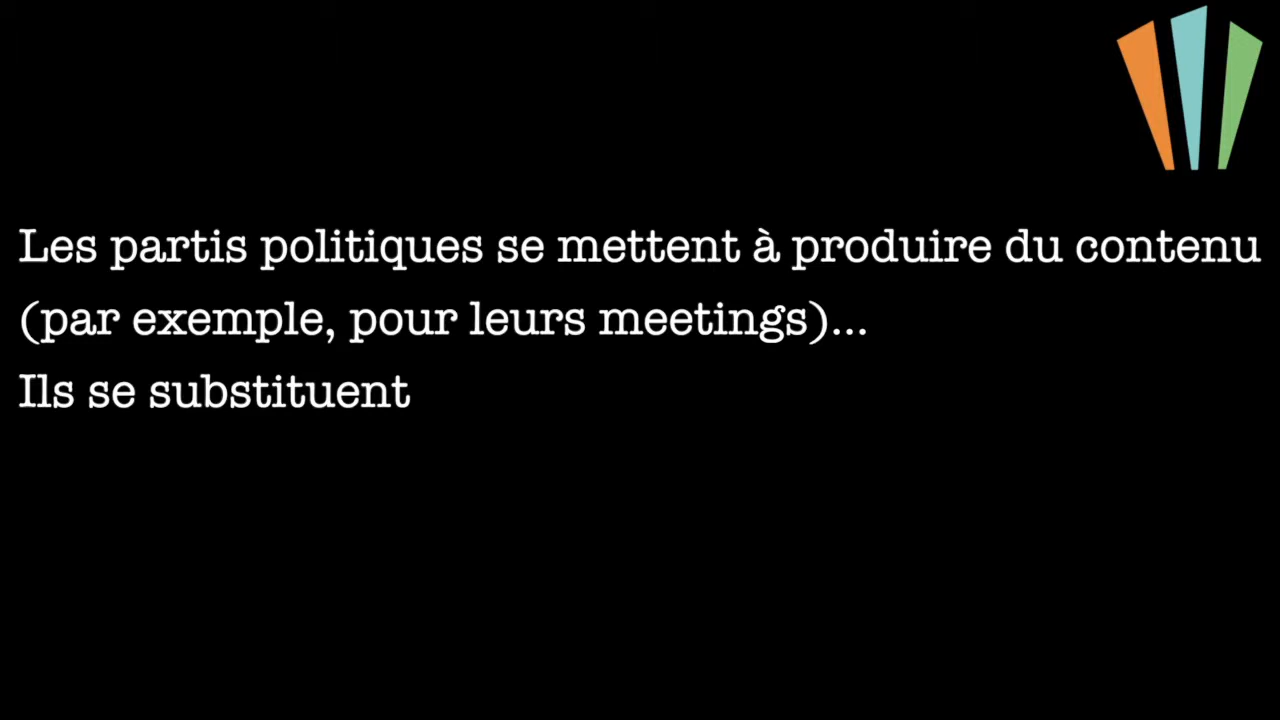 Les partis politiques se mettent à produire du contenu
(par exemple, pour leurs meetings)...
Ils se substituent